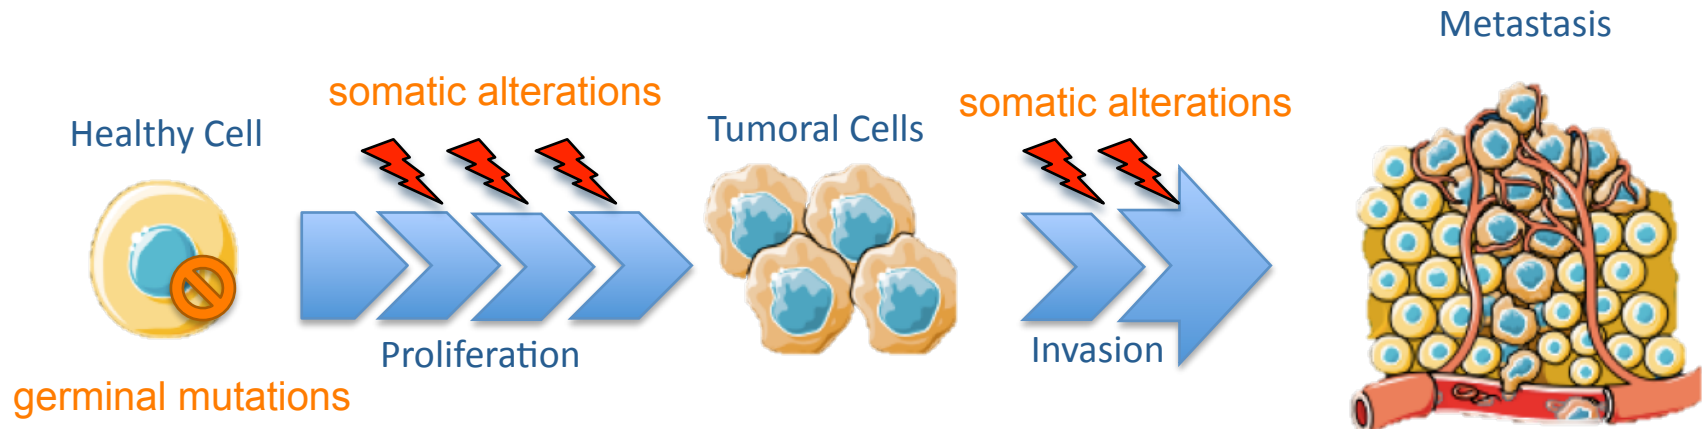 Metastasis
somatic alterations
somatic alterations
Healthy Cell
Tumoral Cells
Proliferation
Invasion
germinal mutations